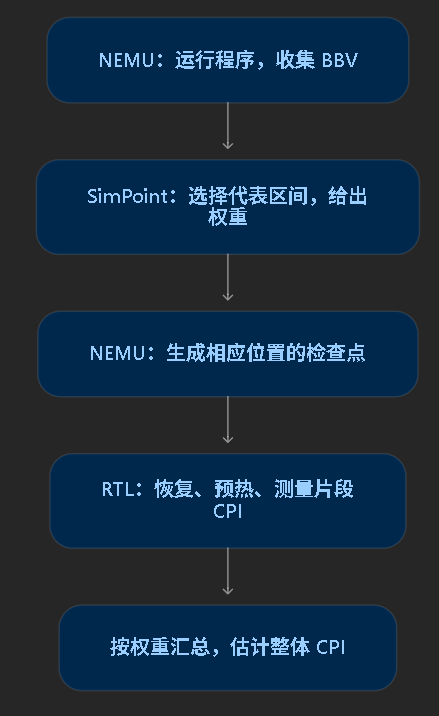 NEMU：运行程序，收集 BBV
SimPoint：选择代表区间，给出
权重
NEMU：生成相应位置的检查点
RTL：恢复、预热、测量片段
CPI
按权重汇总，估计整体 CPI